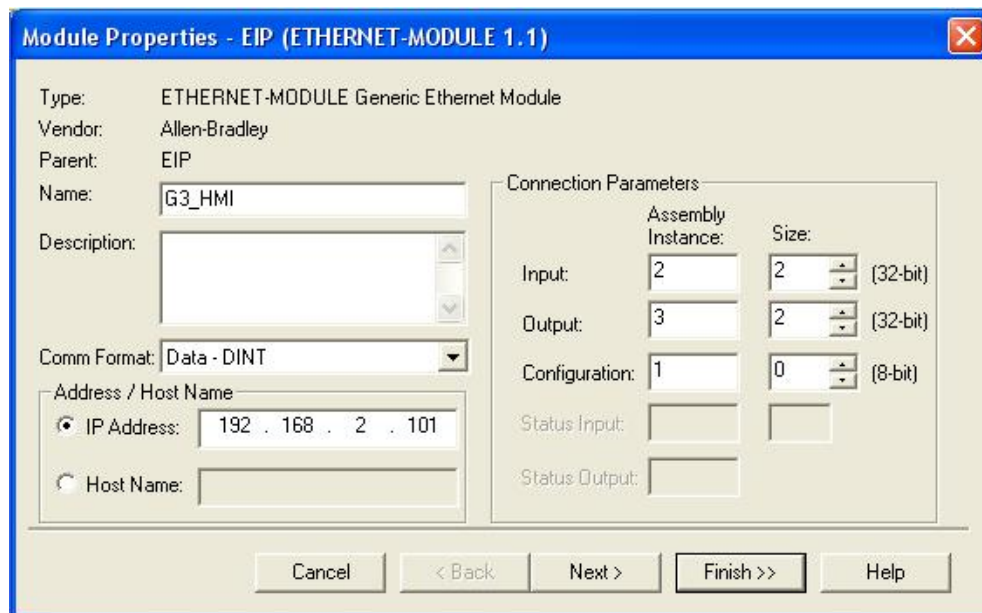 Module Properties - EIP (ETHERNET-MODULE 1.1)
Type: ETHERNET-MODULE Generic Ethernet Module
Vendor: Allen-Bradley
Parent: EIP
Name: G3_HMI
Description:
Comm Format: Data - DINT
Address / Host Name
IP Address: 192 . 168 . 2 . 101
Host Name:
Connection Parameters
Assembly Instance: Size:
Input: 2 2 (32-bit)
Output: 3 2 (32-bit)
Configuration: 1 0 (8-bit)
Status Input:
Status Output:
Cancel < Back Next > Finish >> Help